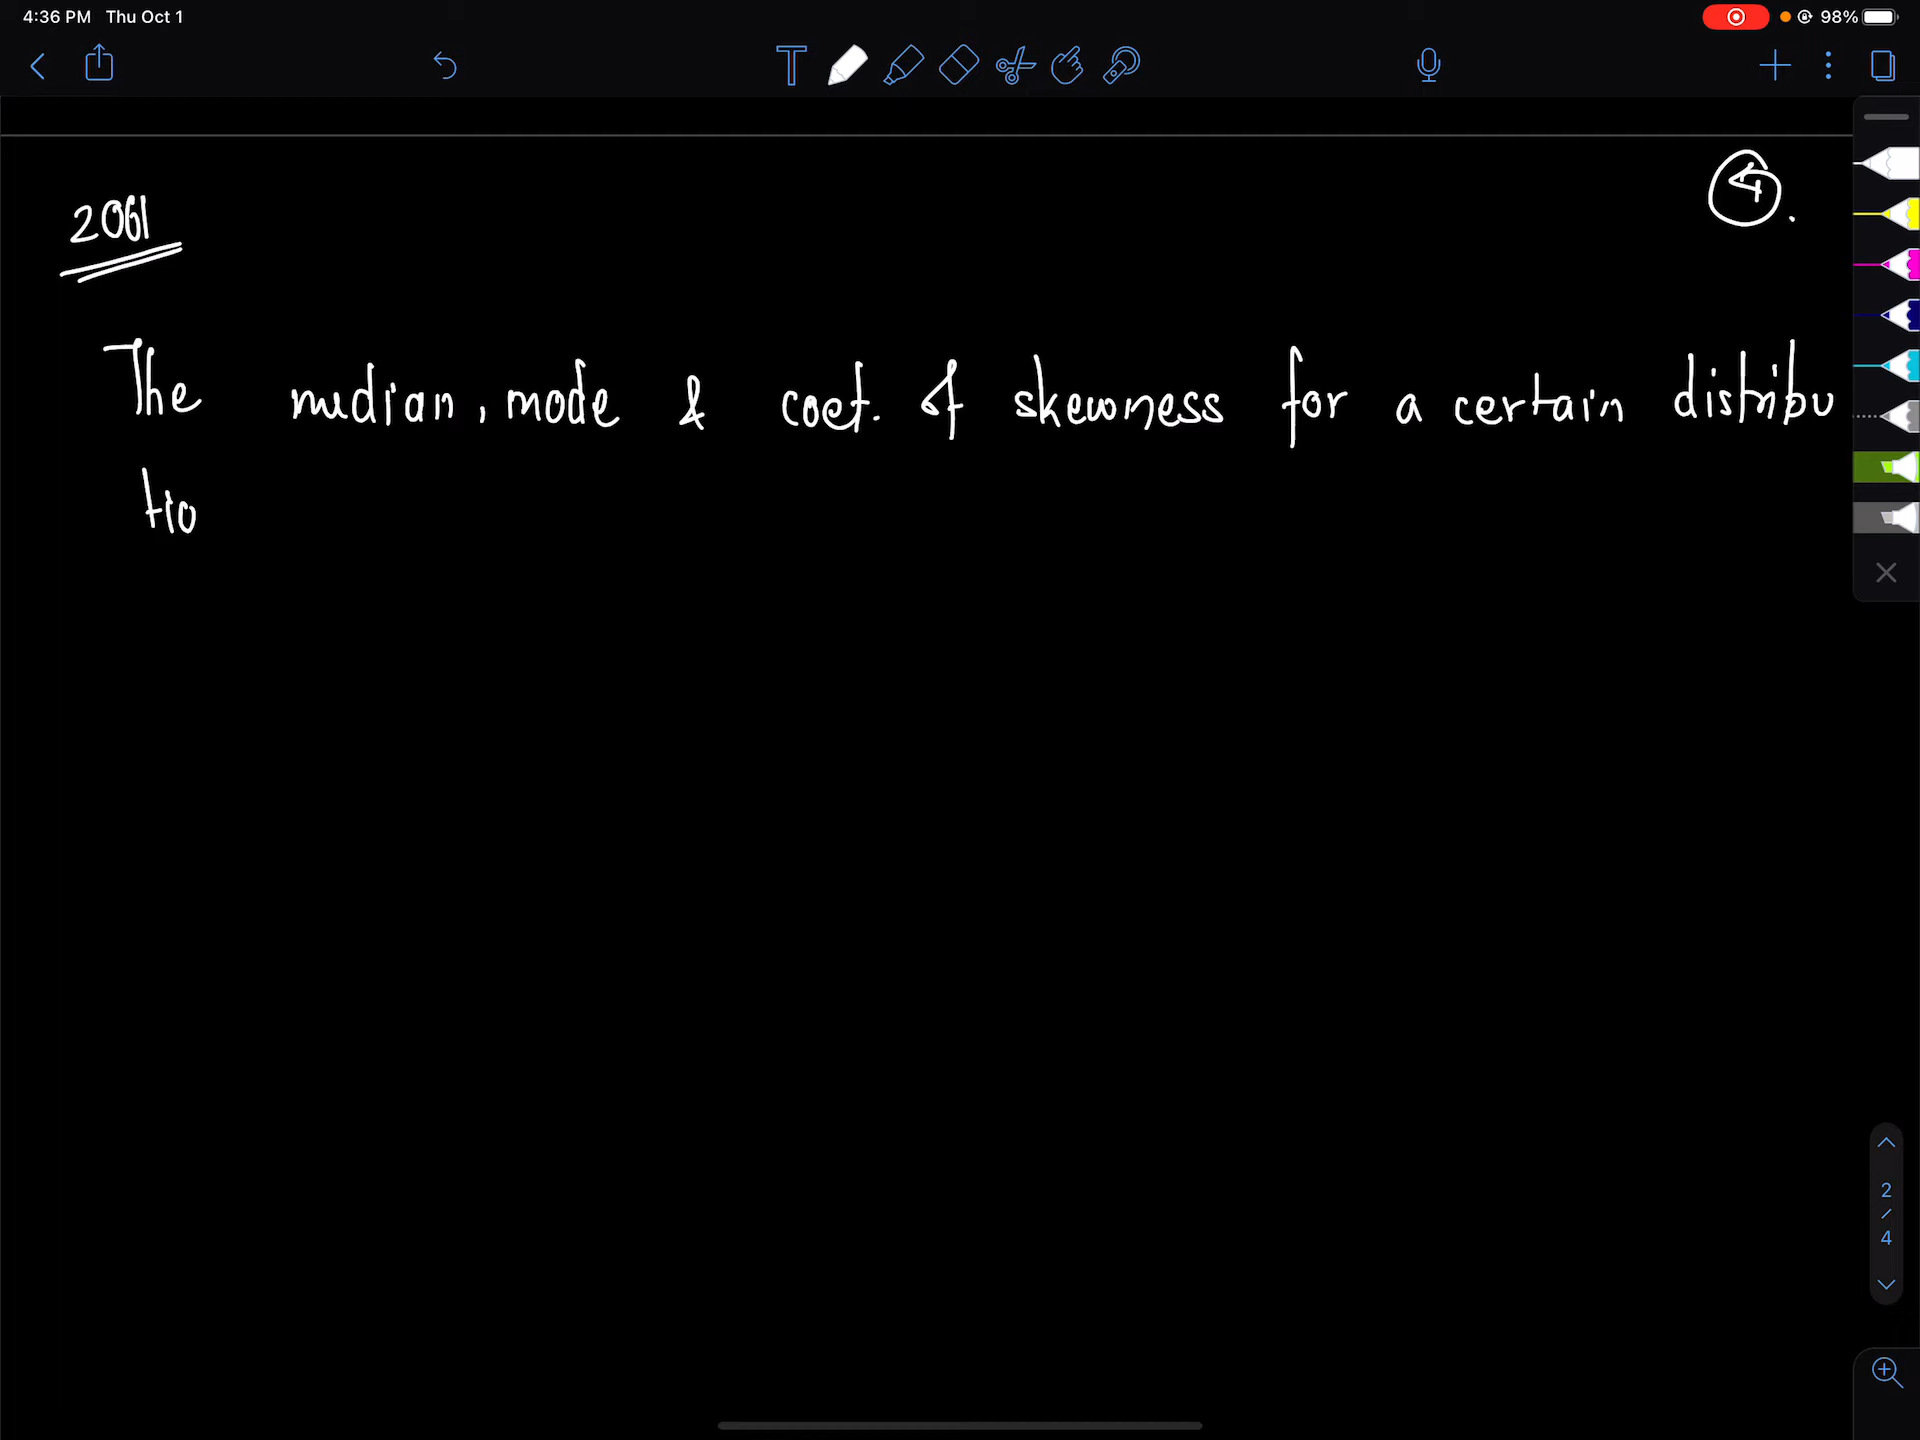 4:36 PM Thu Oct 1
98%
T
2061
4.
The median, mode & coef. of skewness for a certain distribu
tio
2
/
4